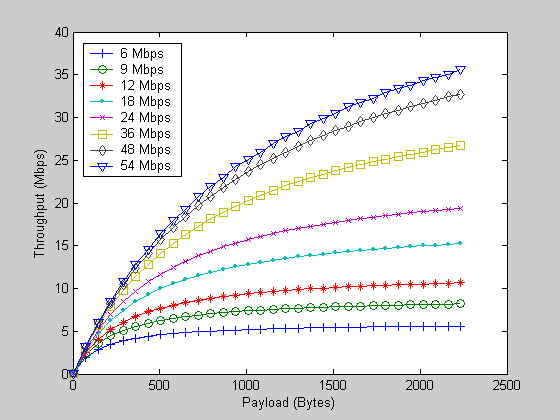 40
35
30
25
20
15
10
5
0
Throughput (Mbps)
6 Mbps
9 Mbps
12 Mbps
18 Mbps
24 Mbps
36 Mbps
48 Mbps
54 Mbps
0 500 1000 1500 2000 2500
Payload (Bytes)